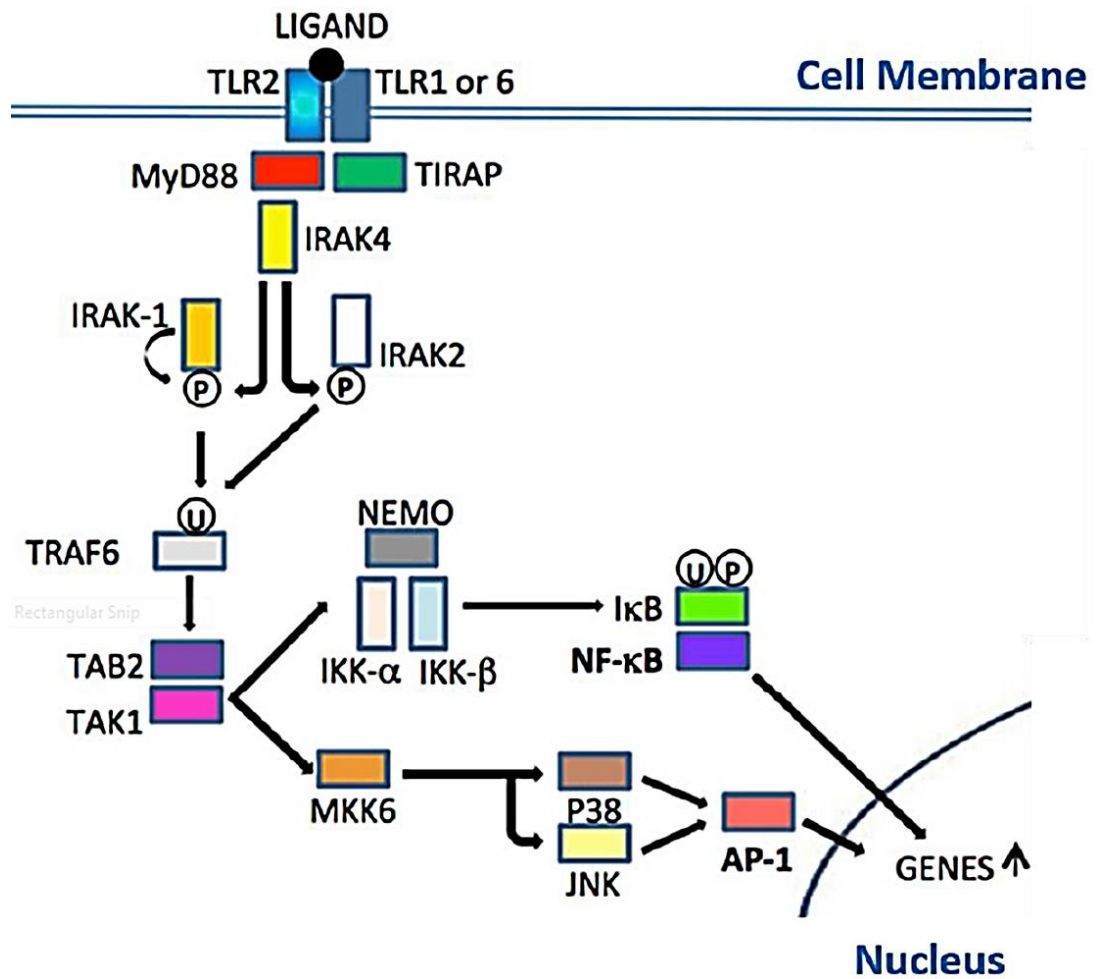 LIGAND
TLR2
TLR1 or 6
Cell Membrane
MyD88
TIRAP
IRAK4
IRAK-1
IRAK2
P
P
U
NEMO
TRAF6
U P
Rectangular Snip
IκB
TAB2
IKK-α IKK-β
NF-κB
TAK1
MKK6
P38
JNK
AP-1
GENES
Nucleus